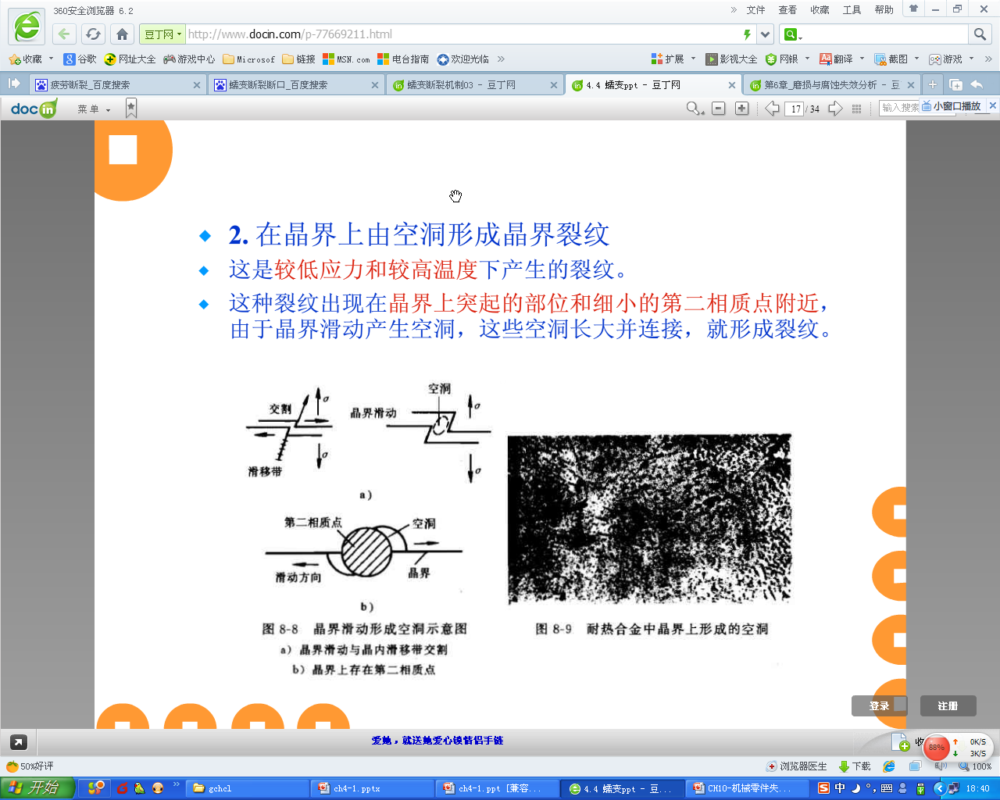 360安全浏览器 6.2
» 文件 查看 收藏 工具 帮助
豆丁网 http://www.docin.com/p-77669211.html
收藏 谷歌 网址大全 游戏中心 Microsof 链接 MSN.com 电台指南 欢迎光临 » 扩展 影视大全 网银 翻译 截图 游戏 »
疲劳断裂_百度搜索 蠕变断裂断口_百度搜索 蠕变断裂机制03 - 豆丁网 4.4 蠕变ppt - 豆丁网 第6章_磨损与腐蚀失效分析 - 豆
docin 菜单 17 / 34 输入搜索 小窗口播放
2. 在晶界上由空洞形成晶界裂纹
这是较低应力和较高温度下产生的裂纹。
这种裂纹出现在晶界上突起的部位和细小的第二相质点附近，
由于晶界滑动产生空洞，这些空洞长大并连接，就形成裂纹。
交割 σ 晶界滑动 空洞 σ
σ σ
滑移带
a)
第二相质点 空洞
滑动方向 晶界
b)
图 8-8 晶界滑动形成空洞示意图
a) 晶界滑动与晶内滑移带交割
b) 晶界上存在第二相质点
图 8-9 耐热合金中晶界上形成的空洞
登录 注册
爱她，就送她爱心锁情侣手链
收
88% 0K/S
3K/S
50%好评 浏览器医生 下载 100%
开始 » gchcl ch4-1.pptx ch4-1.ppt [兼容... 4.4 蠕变ppt - 豆... CH10-机械零件失... 中 18:40